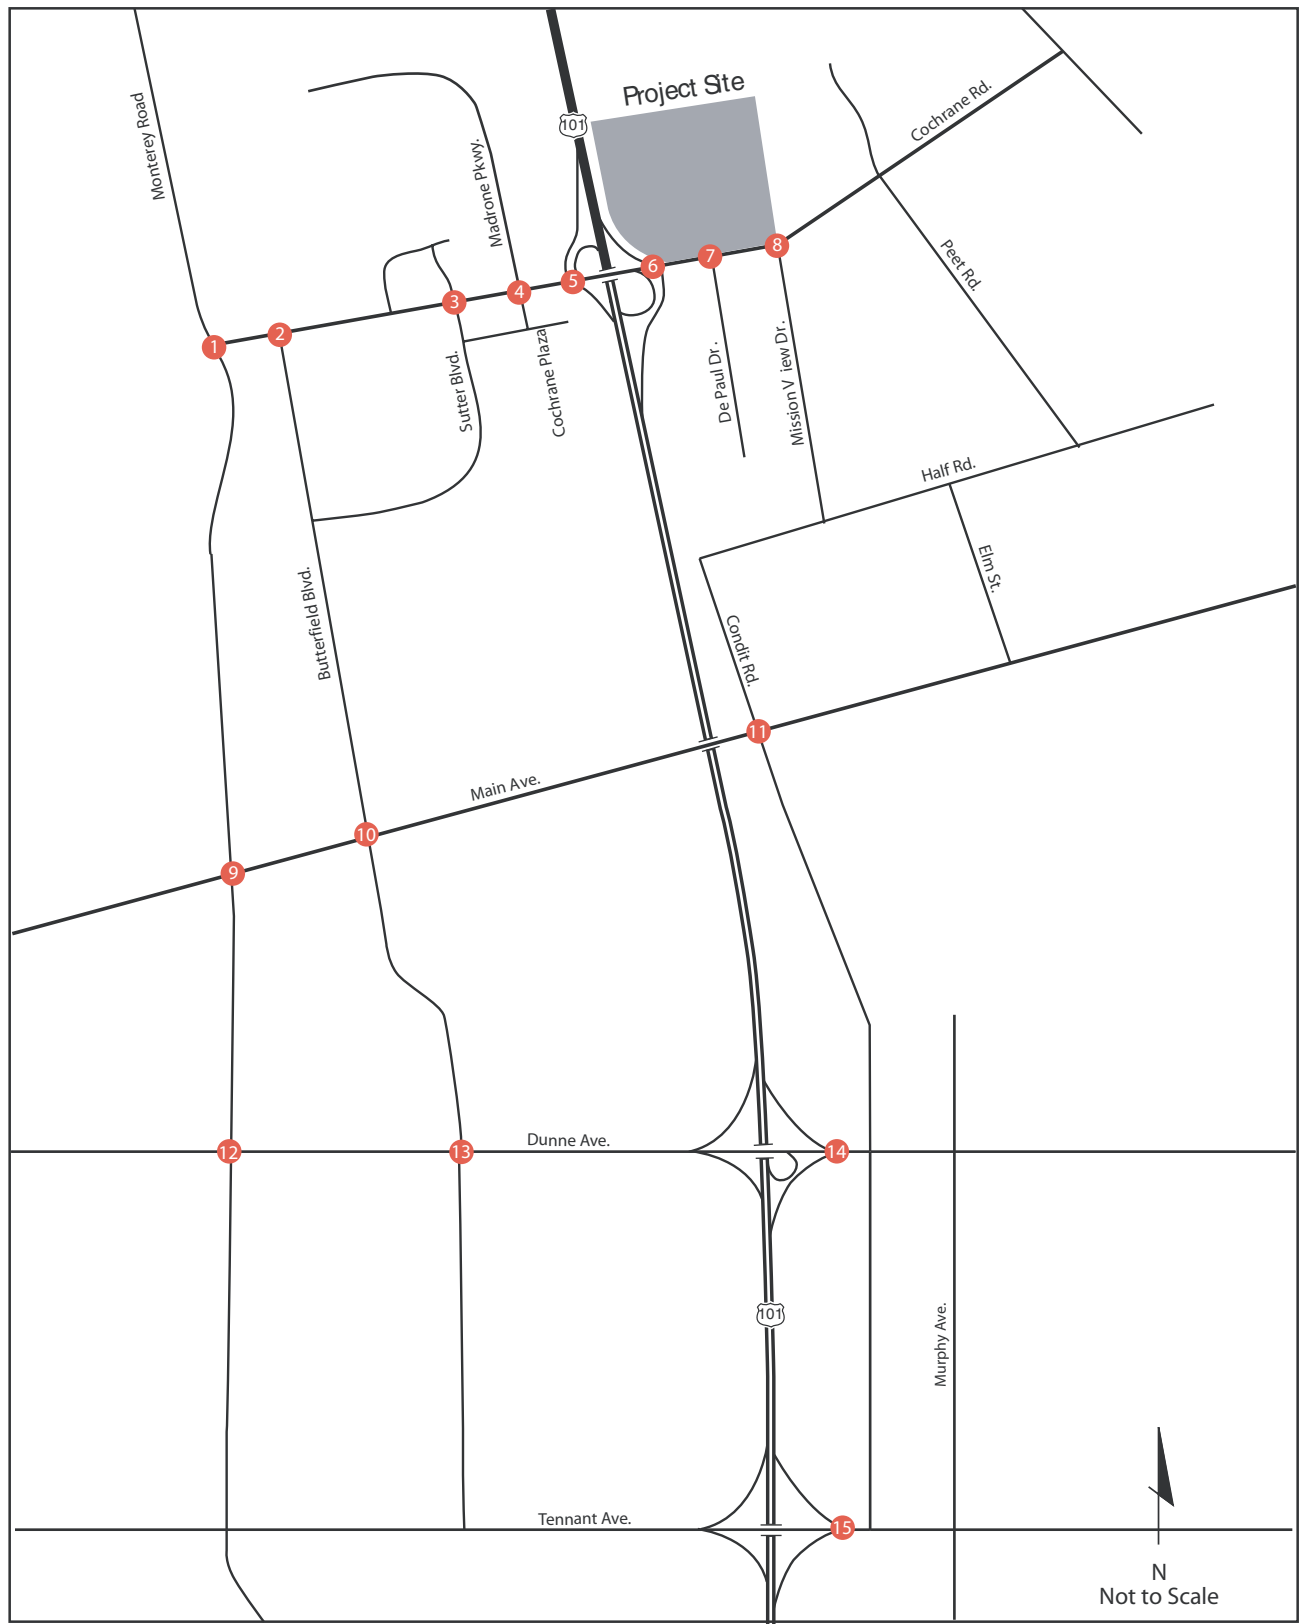 Project Site
101
Monterey Road
Madrone Pkwy.
Cochrane Rd.
Peet Rd.
1
2
3
4
5
6
7
8
Sutter Blvd.
Cochrane Plaza
De Paul Dr.
Mission V iew Dr.
Half Rd.
Elm St.
Butterfield Blvd.
Condit Rd.
11
Main Ave.
10
9
12
13
Dunne Ave.
14
101
Murphy Ave.
Tennant Ave.
15
N
Not to Scale